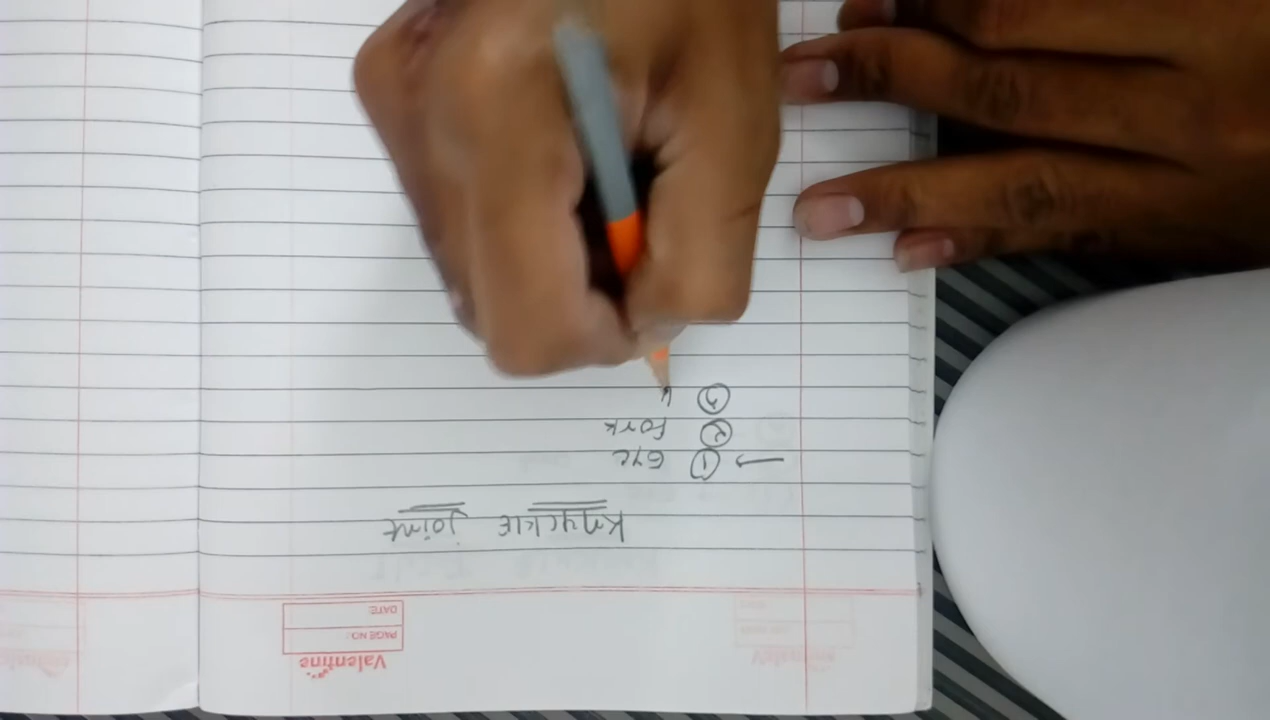 Valentine
PAGE NO:
DATE:
Knuckle Joint
① Eye
② Fork
③